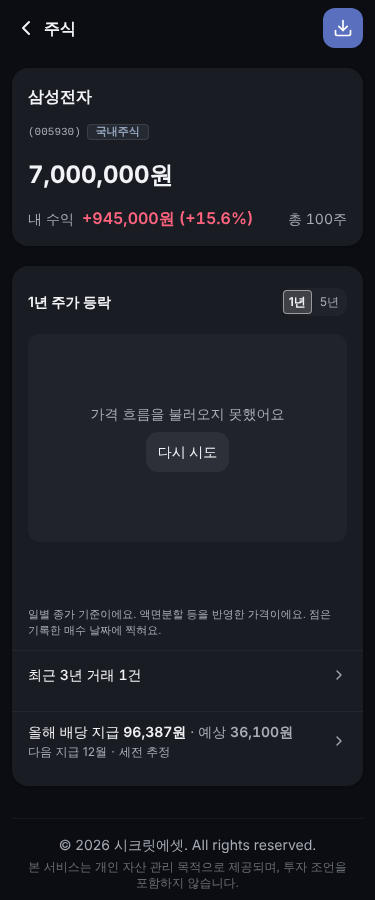 주식
삼성전자
(005930) 국내주식
7,000,000원
내 수익 +945,000원 (+15.6%) 총 100주
1년 주가 등락 1년 5년
가격 흐름을 불러오지 못했어요
다시 시도
일별 종가 기준이에요. 액면분할 등을 반영한 가격이에요. 점은
기록한 매수 날짜에 찍혀요.
최근 3년 거래 1건
올해 배당 지급 96,387원 · 예상 36,100원
다음 지급 12월 · 세전 추정
© 2026 시크릿에셋. All rights reserved.
본 서비스는 개인 자산 관리 목적으로 제공되며, 투자 조언을
포함하지 않습니다.